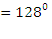 = 128⁰